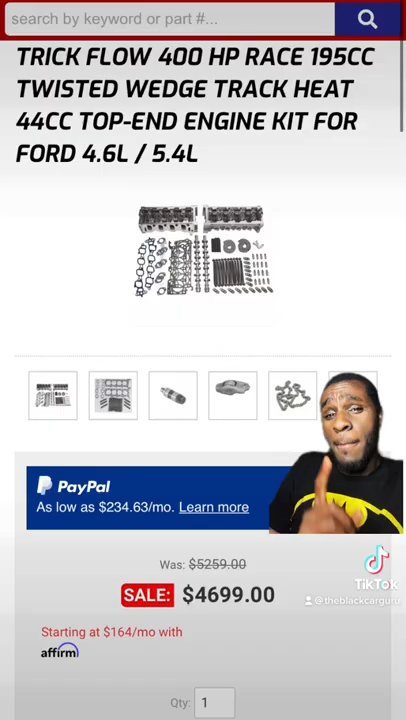 search by keyword or part #...
TRICK FLOW 400 HP RACE 195CC
TWISTED WEDGE TRACK HEAT
44CC TOP-END ENGINE KIT FOR
FORD 4.6L / 5.4L
PayPal
As low as $234.63/mo. Learn more
Was: $5259.00
SALE: $4699.00
Starting at $164/mo with
affirm
TikTok
@theblackcarguru
Qty: 1